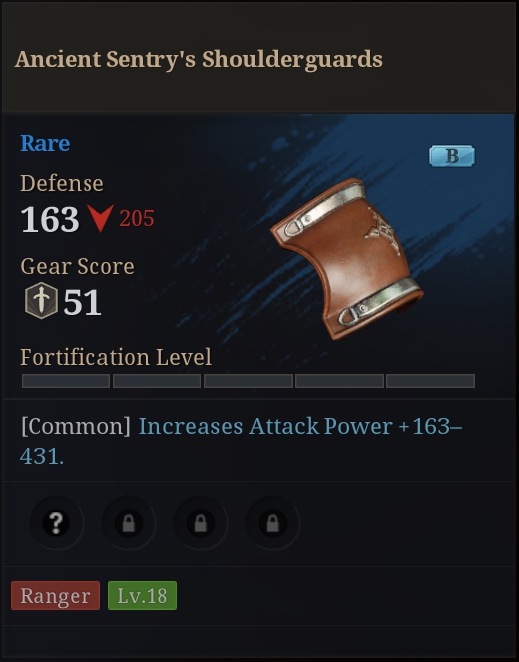 Ancient Sentry's Shoulderguards
Rare
B
Defense
163 205
Gear Score
51
Fortification Level
[Common] Increases Attack Power +163–
431.
?
Ranger Lv.18